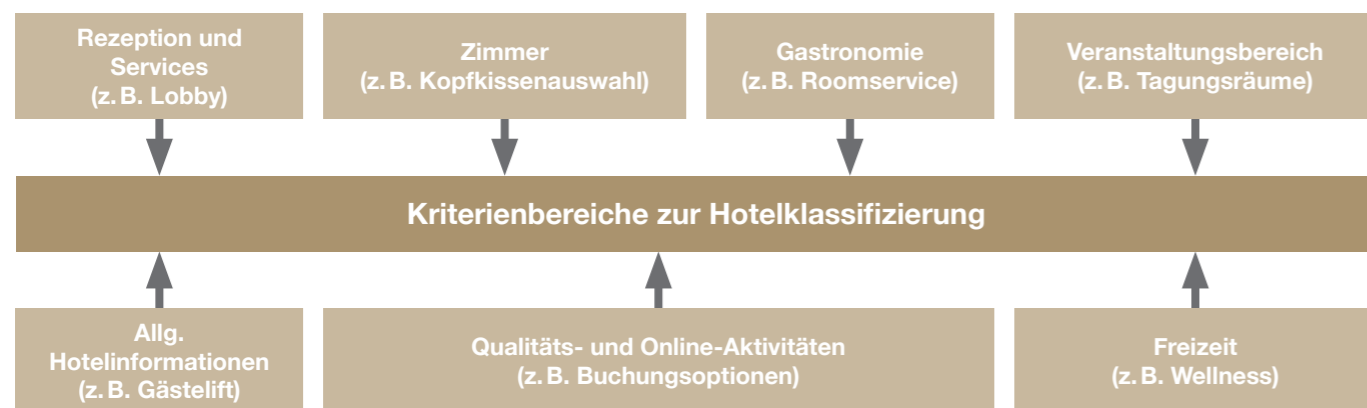 Rezeption und
Services
(z. B. Lobby)
Zimmer
(z. B. Kopfkissenauswahl)
Gastronomie
(z. B. Roomservice)
Veranstaltungsbereich
(z. B. Tagungsräume)
Kriterienbereiche zur Hotelklassifizierung
Allg.
Hotelinformationen
(z. B. Gästelift)
Qualitäts- und Online-Aktivitäten
(z. B. Buchungsoptionen)
Freizeit
(z. B. Wellness)